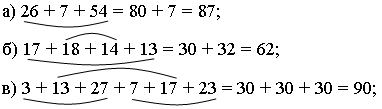 а) 26 + 7 + 54 = 80 + 7 = 87;
б) 17 + 18 + 14 + 13 = 30 + 32 = 62;
в) 3 + 13 + 27 + 7 + 17 + 23 = 30 + 30 + 30 = 90;